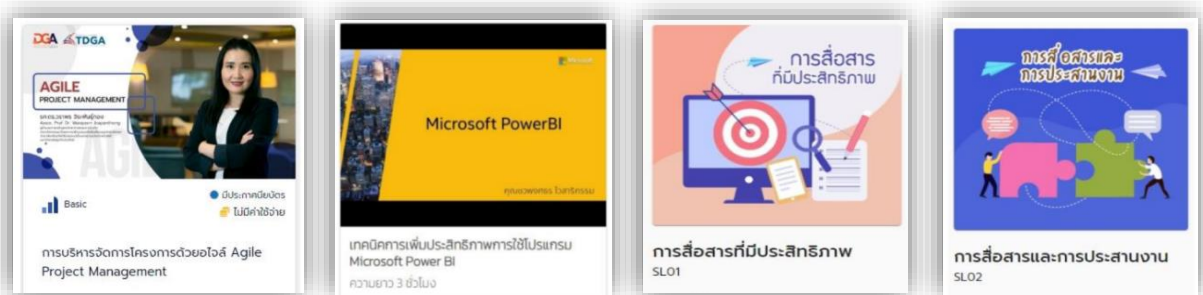 DGA TDGA
AGILE
PROJECT MANAGEMENT
AGI
Basic
มีประกาศนียบัตร
ไม่มีค่าใช้จ่าย
การบริหารจัดการโครงการด้วยอไจล์ Agile
Project Management
Microsoft
Microsoft PowerBI
เทคนิคการเพิ่มประสิทธิภาพการใช้โปรแกรม
Microsoft Power BI
ความยาว 3 ชั่วโมง
การสื่อสาร
ที่มีประสิทธิภาพ
การสื่อสารที่มีประสิทธิภาพ
SL01
การสื่อสารและ
การประสานงาน
การสื่อสารและการประสานงาน
SL02